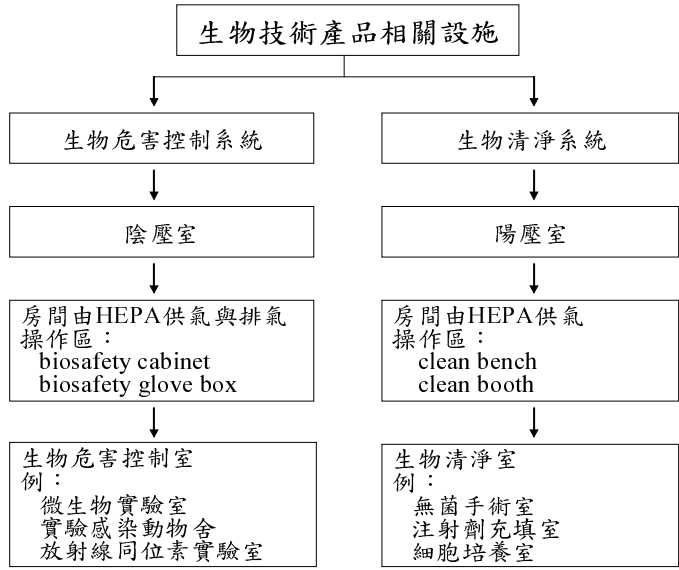 生物技術產品相關設施
生物危害控制系統
陰壓室
房間由HEPA供氣與排氣
操作區：
biosafety cabinet
biosafety glove box
生物危害控制室
例：
微生物實驗室
實驗感染動物舍
放射線同位素實驗室
生物清淨系統
陽壓室
房間由HEPA供氣
操作區：
clean bench
clean booth
生物清淨室
例：
無菌手術室
注射劑充填室
細胞培養室